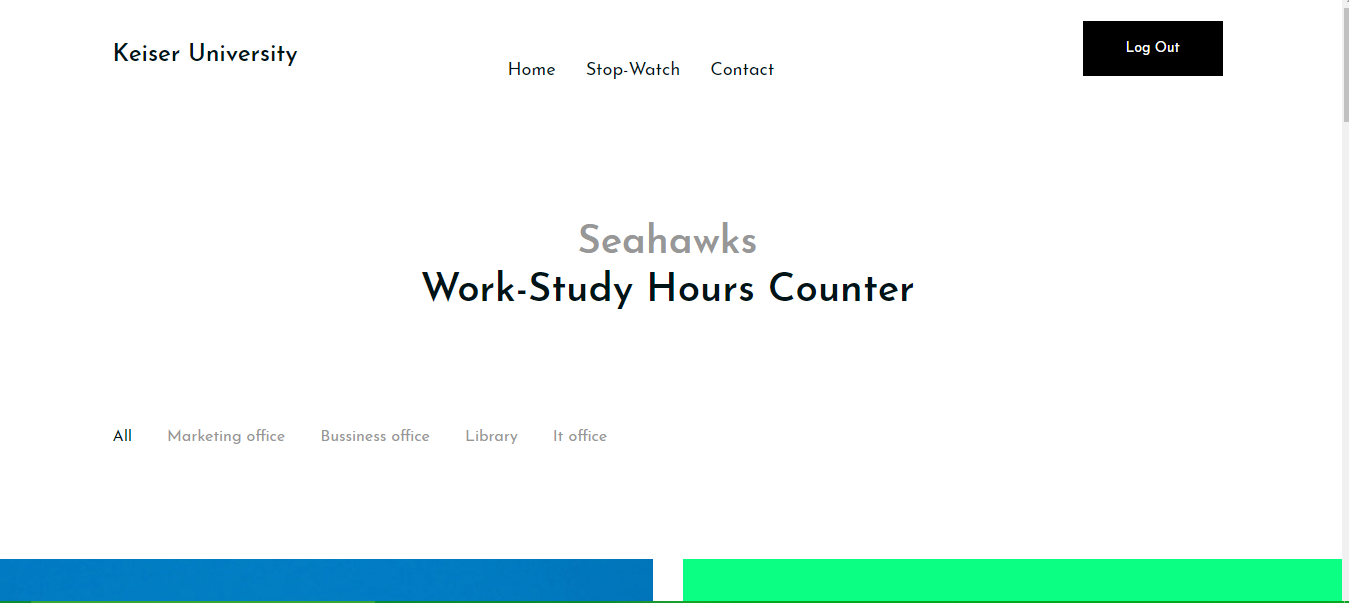 Keiser University
Home Stop-Watch Contact
Log Out
Seahawks
Work-Study Hours Counter
All Marketing office Bussiness office Library It office